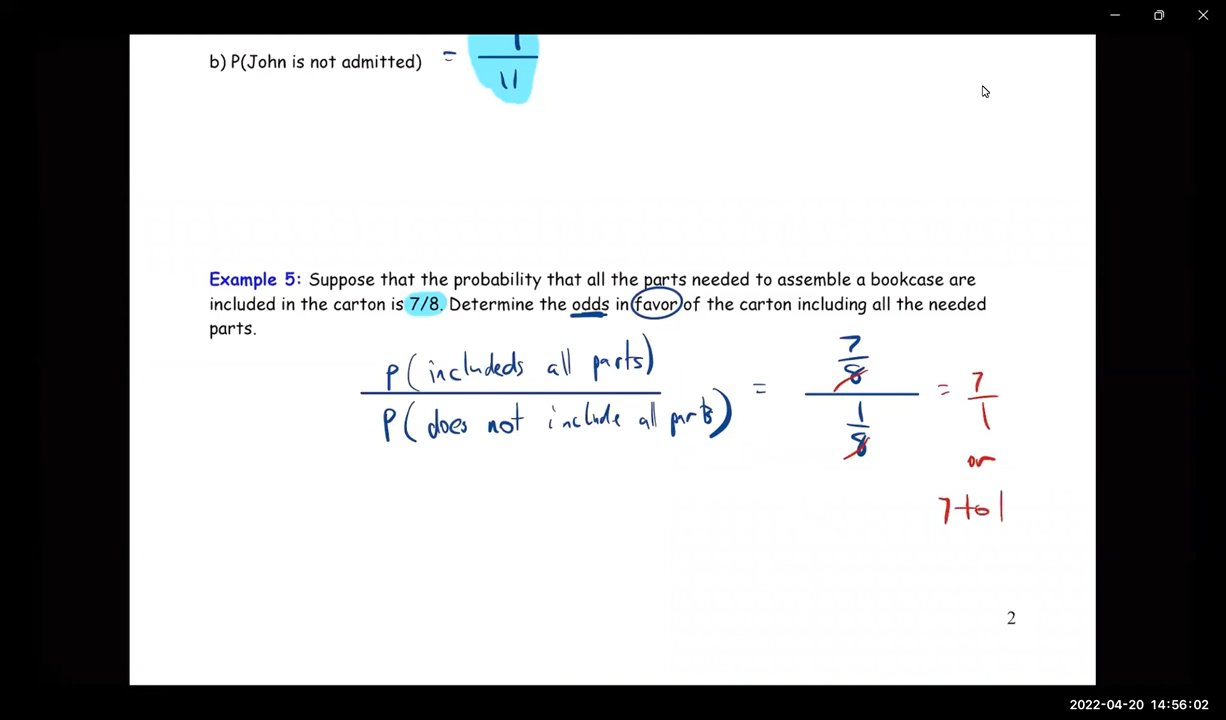 b) P(John is not admitted) =
11
Example 5: Suppose that the probability that all the parts needed to assemble a bookcase are
included in the carton is 7/8. Determine the odds in favor of the carton including all the needed
parts.
P(includeds all parts)
P(does not include all parts)
=
7
8
1
8
= 7
1
or
7 to 1
2
2022-04-20 14:56:02